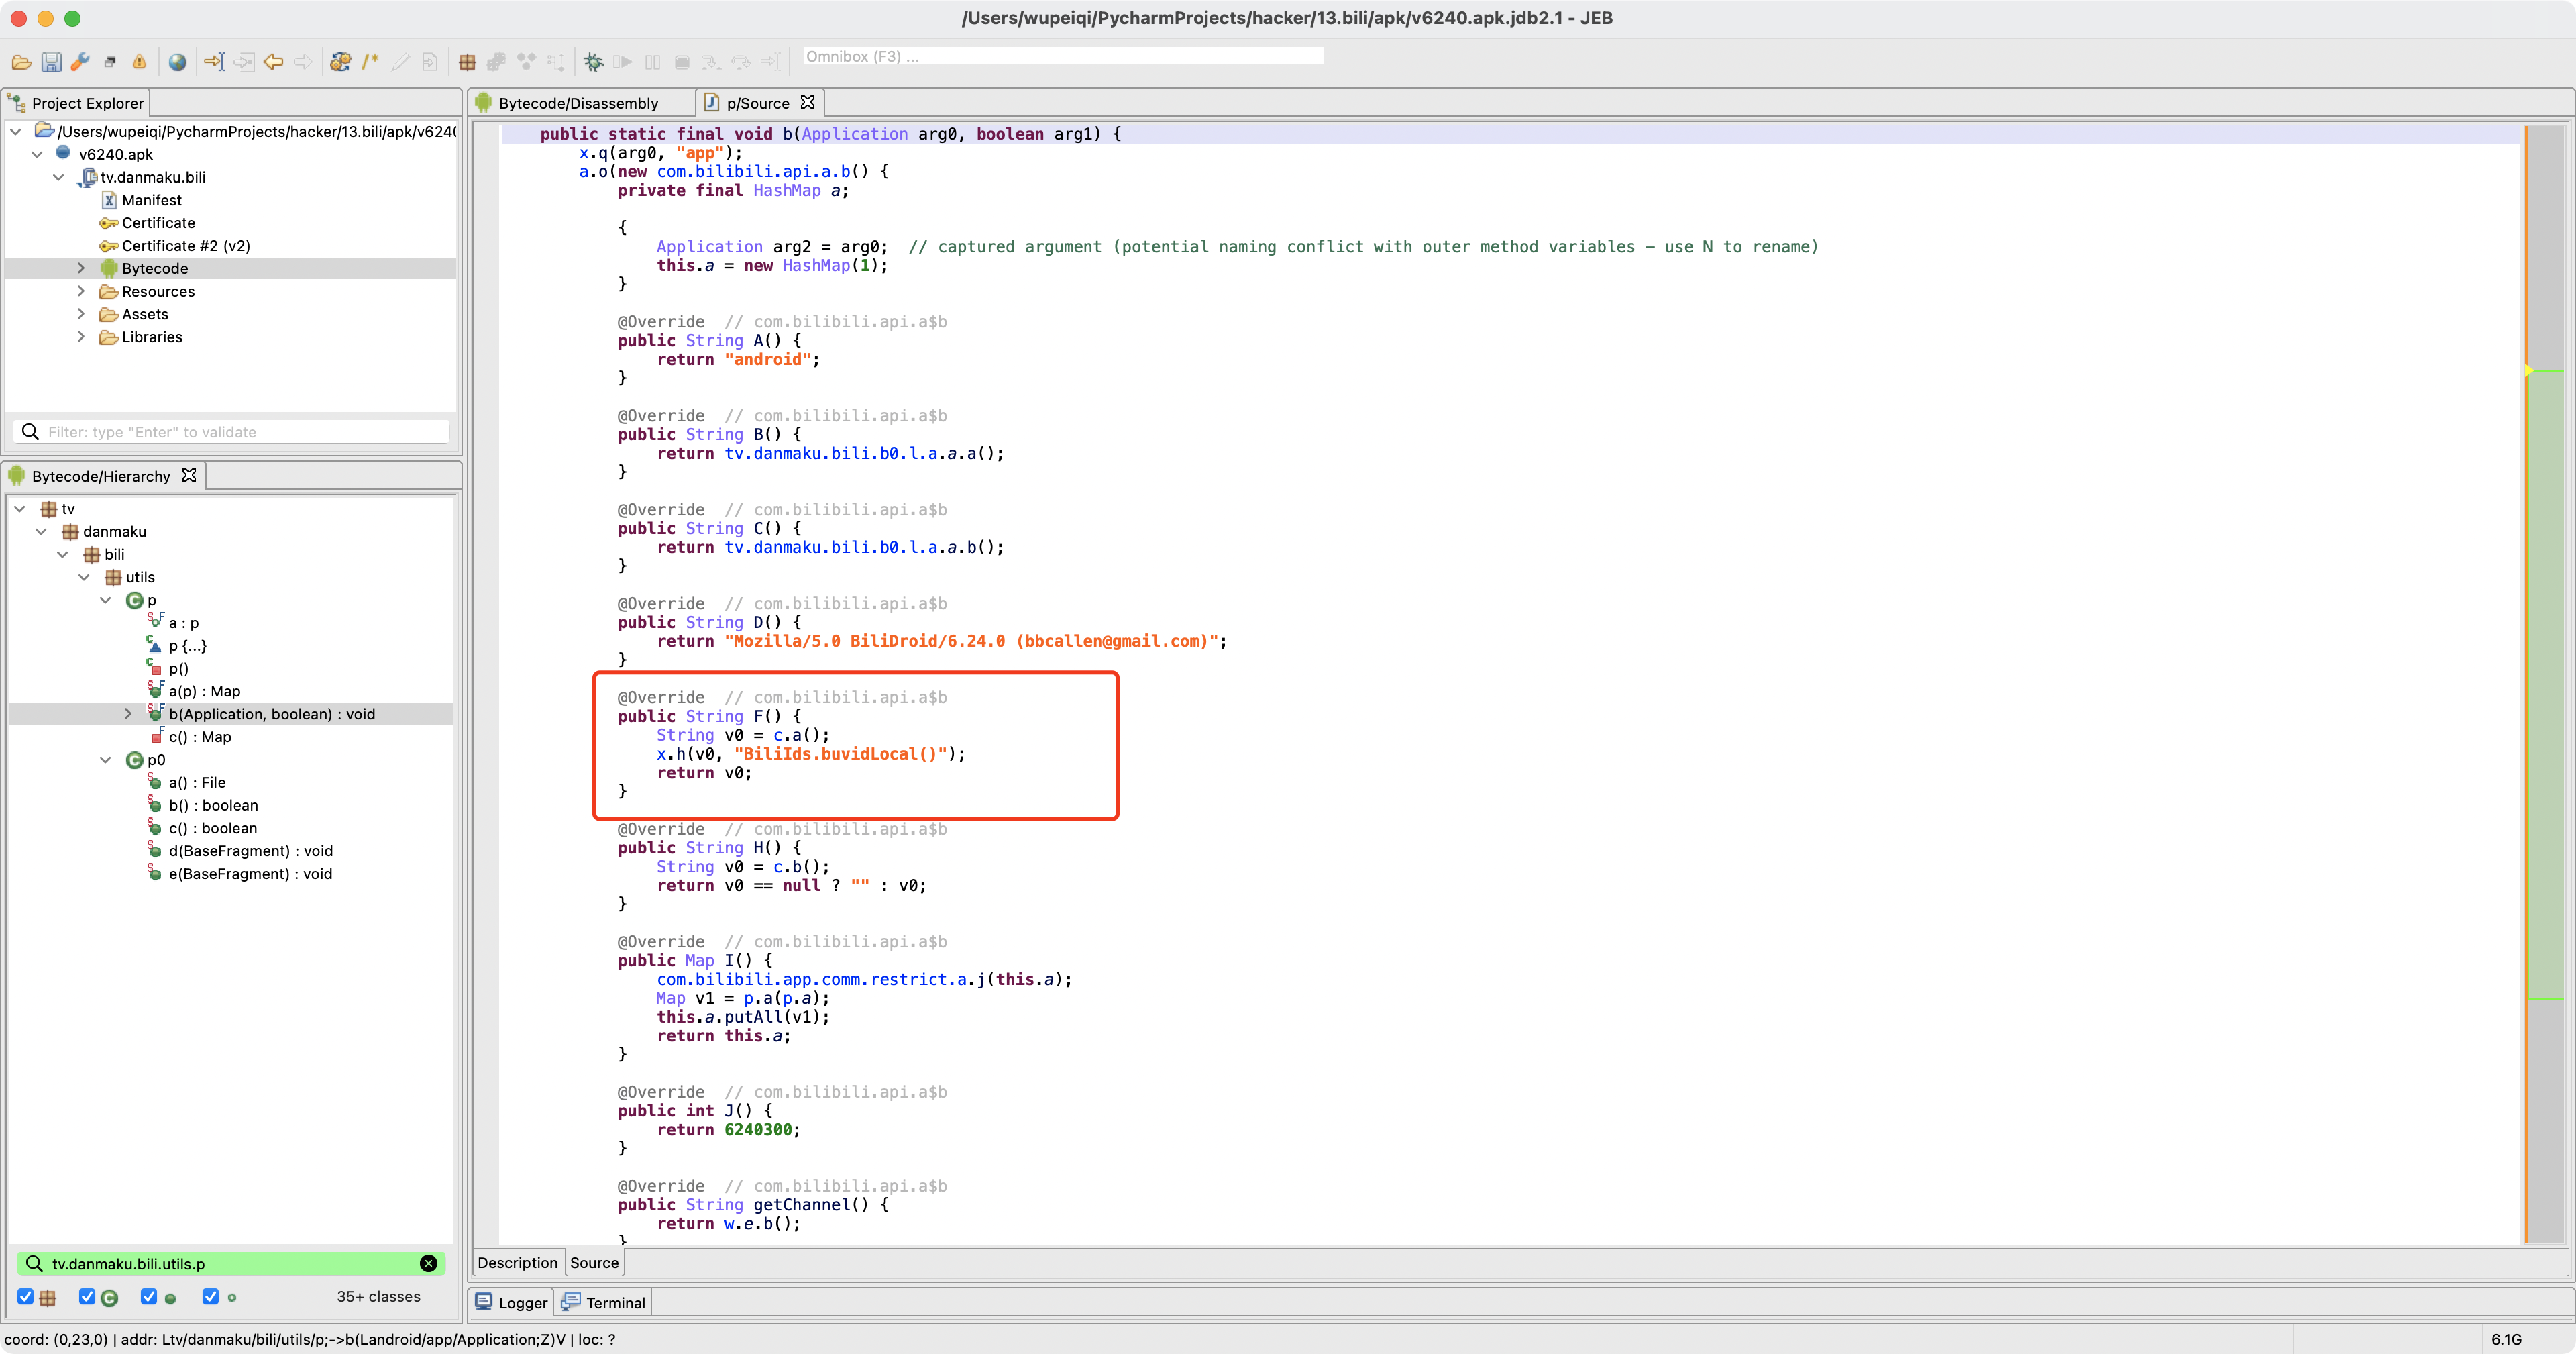 /Users/wupeiqi/PycharmProjects/hacker/13.bili/apk/v6240.apk.jdb2.1 - JEB
Omnibox (F3) ...
Project Explorer
/Users/wupeiqi/PycharmProjects/hacker/13.bili/apk/v624
v6240.apk
tv.danmaku.bili
Manifest
Certificate
Certificate #2 (v2)
Bytecode
Resources
Assets
Libraries
Filter: type "Enter" to validate
Bytecode/Hierarchy
tv
danmaku
bili
utils
p
a : p
p {...}
p()
a(p) : Map
b(Application, boolean) : void
c() : Map
p0
a() : File
b() : boolean
c() : boolean
d(BaseFragment) : void
e(BaseFragment) : void
tv.danmaku.bili.utils.p
35+ classes
Bytecode/Disassembly
p/Source
public static final void b(Application arg0, boolean arg1) {
x.q(arg0, "app");
a.o(new com.bilibili.api.a.b() {
private final HashMap a;
{
Application arg2 = arg0;  // captured argument (potential naming conflict with outer method variables - use N to rename)
this.a = new HashMap(1);
}
@Override  // com.bilibili.api.a$b
public String A() {
return "android";
}
@Override  // com.bilibili.api.a$b
public String B() {
return tv.danmaku.bili.b0.l.a.a.a();
}
@Override  // com.bilibili.api.a$b
public String C() {
return tv.danmaku.bili.b0.l.a.a.b();
}
@Override  // com.bilibili.api.a$b
public String D() {
return "Mozilla/5.0 BiliDroid/6.24.0 (bbcallen@gmail.com)";
}
@Override  // com.bilibili.api.a$b
public String F() {
String v0 = c.a();
x.h(v0, "BiliIds.buvidLocal()");
return v0;
}
@Override  // com.bilibili.api.a$b
public String H() {
String v0 = c.b();
return v0 == null ? "" : v0;
}
@Override  // com.bilibili.api.a$b
public Map I() {
com.bilibili.app.comm.restrict.a.j(this.a);
Map v1 = p.a(p.a);
this.a.putAll(v1);
return this.a;
}
@Override  // com.bilibili.api.a$b
public int J() {
return 6240300;
}
@Override  // com.bilibili.api.a$b
public String getChannel() {
return w.e.b();
}
Description
Source
Logger
Terminal
coord: (0,23,0) | addr: Ltv/danmaku/bili/utils/p;->b(Landroid/app/Application;Z)V | loc: ?
6.1G